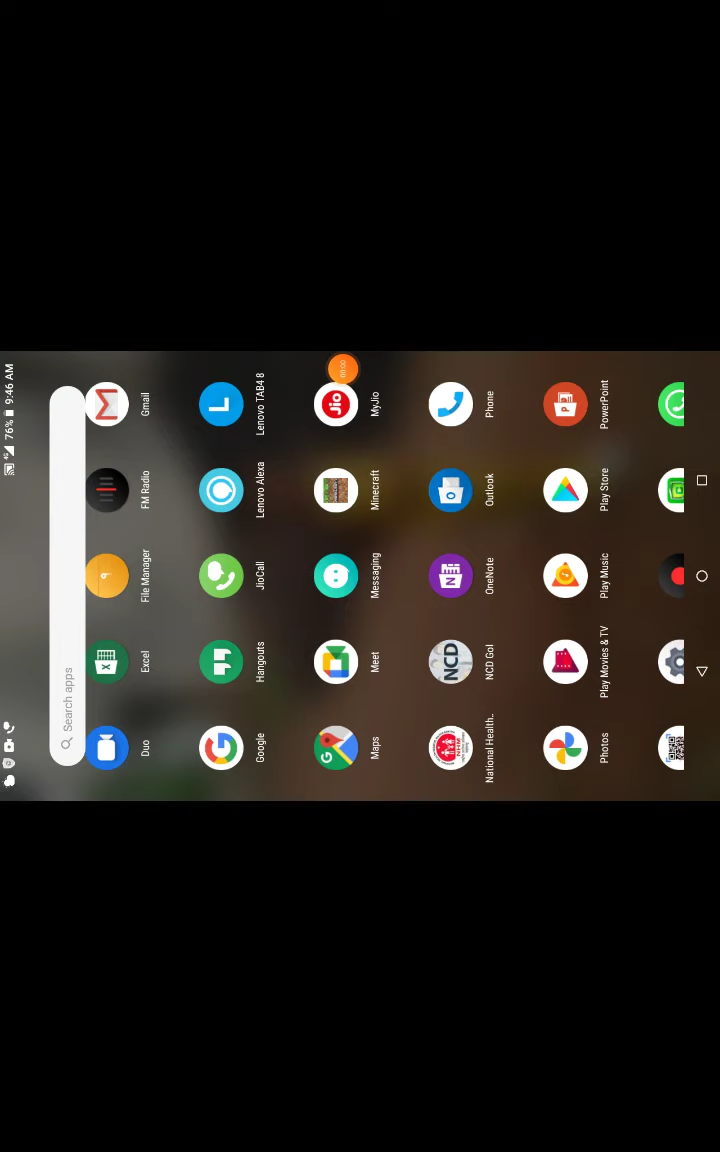 76% 9:46 AM
Search apps
Duo Excel File Manager FM Radio Gmail
Google Hangouts JioCall Lenovo Alexa Lenovo TAB4 8
00:00
Maps Meet Messaging Minecraft MyJio
National Health.. NCD GoI OneNote Outlook Phone
Photos Play Movies & TV Play Music Play Store PowerPoint